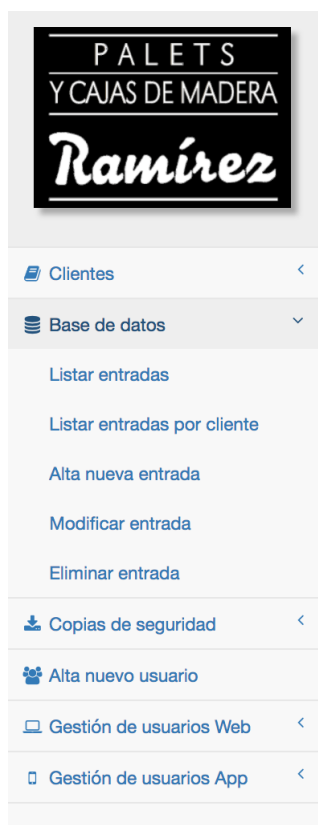 PALETS
Y CAJAS DE MADERA
Ramírez
Clientes
Base de datos
Listar entradas
Listar entradas por cliente
Alta nueva entrada
Modificar entrada
Eliminar entrada
Copias de seguridad
Alta nuevo usuario
Gestión de usuarios Web
Gestión de usuarios App